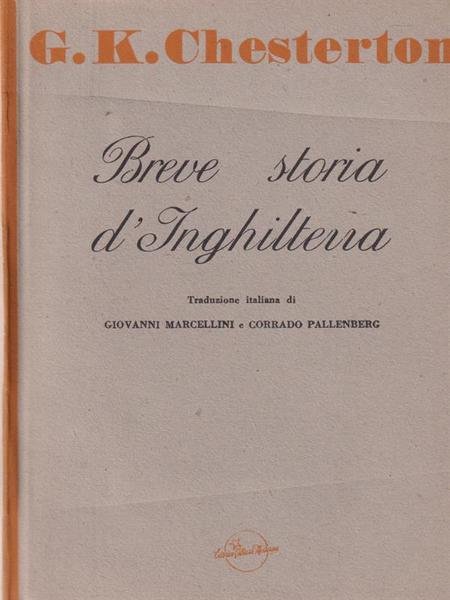 G. K. Chesterton
Breve storia
d'Inghilterra
Traduzione italiana di
GIOVANNI MARCELLINI e CORRADO PALLENBERG